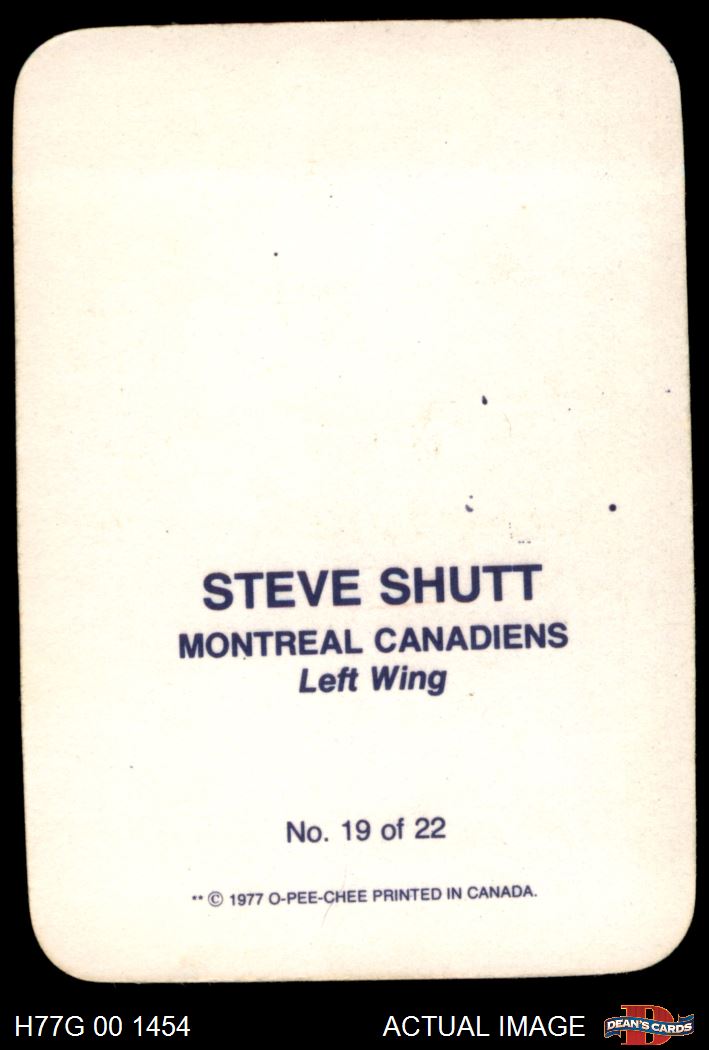 STEVE SHUTT
MONTREAL CANADIENS
Left Wing
No. 19 of 22
** © 1977 O-PEE-CHEE PRINTED IN CANADA.
H77G 00 1454
ACTUAL IMAGE
D
DEAN'S CARDS